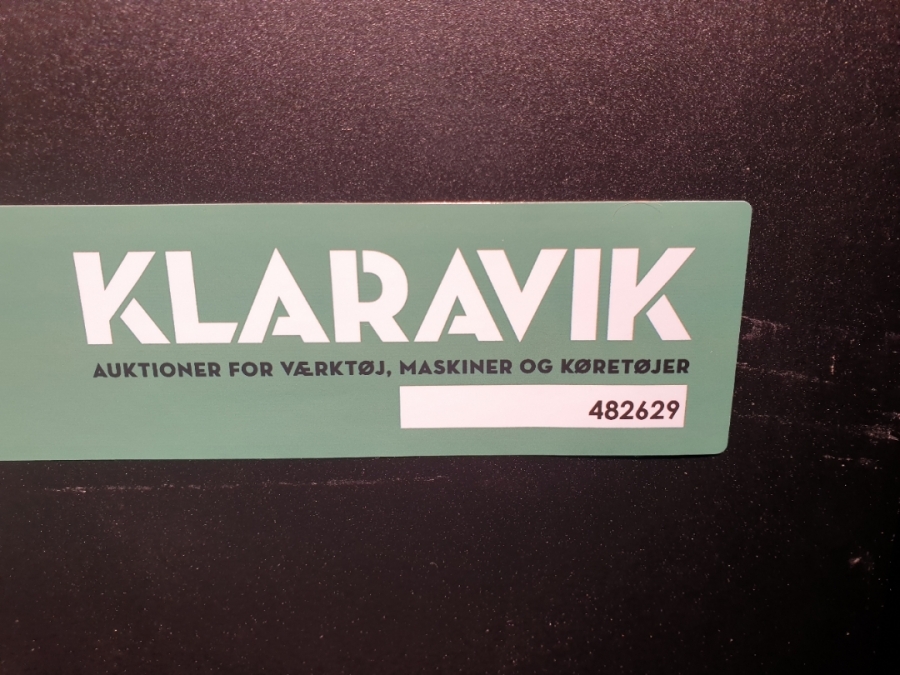 KLARAVIK
AUKTIONER FOR VÆRKTØJ, MASKINER OG KØRETØJER
482629